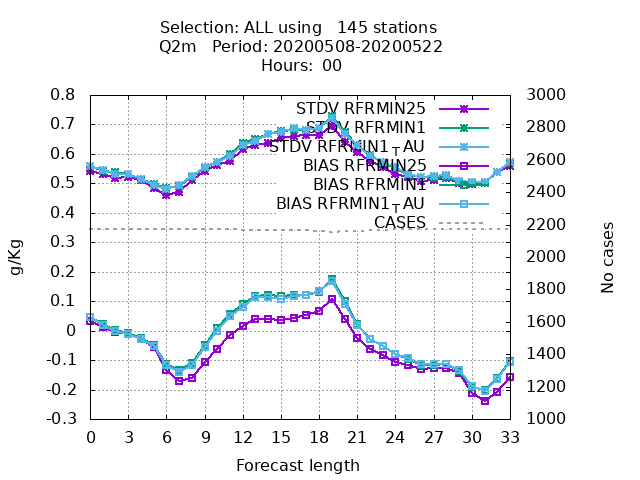 Selection: ALL using   145 stations
Q2m   Period: 20200508-20200522
Hours: 00
0.8
0.7
0.6
0.5
0.4
0.3
0.2
0.1
0
-0.1
-0.2
-0.3
g/Kg
STDV RFRMIN25
STDV RFRMIN1
STDV RFRMIN1_AU
BIAS RFRMIN25
BIAS RFRMIN1
BIAS RFRMIN1_AU
CASES
3000
2800
2600
2400
2200
2000
1800
1600
1400
1200
1000
No cases
0 3 6 9 12 15 18 21 24 27 30 33
Forecast length